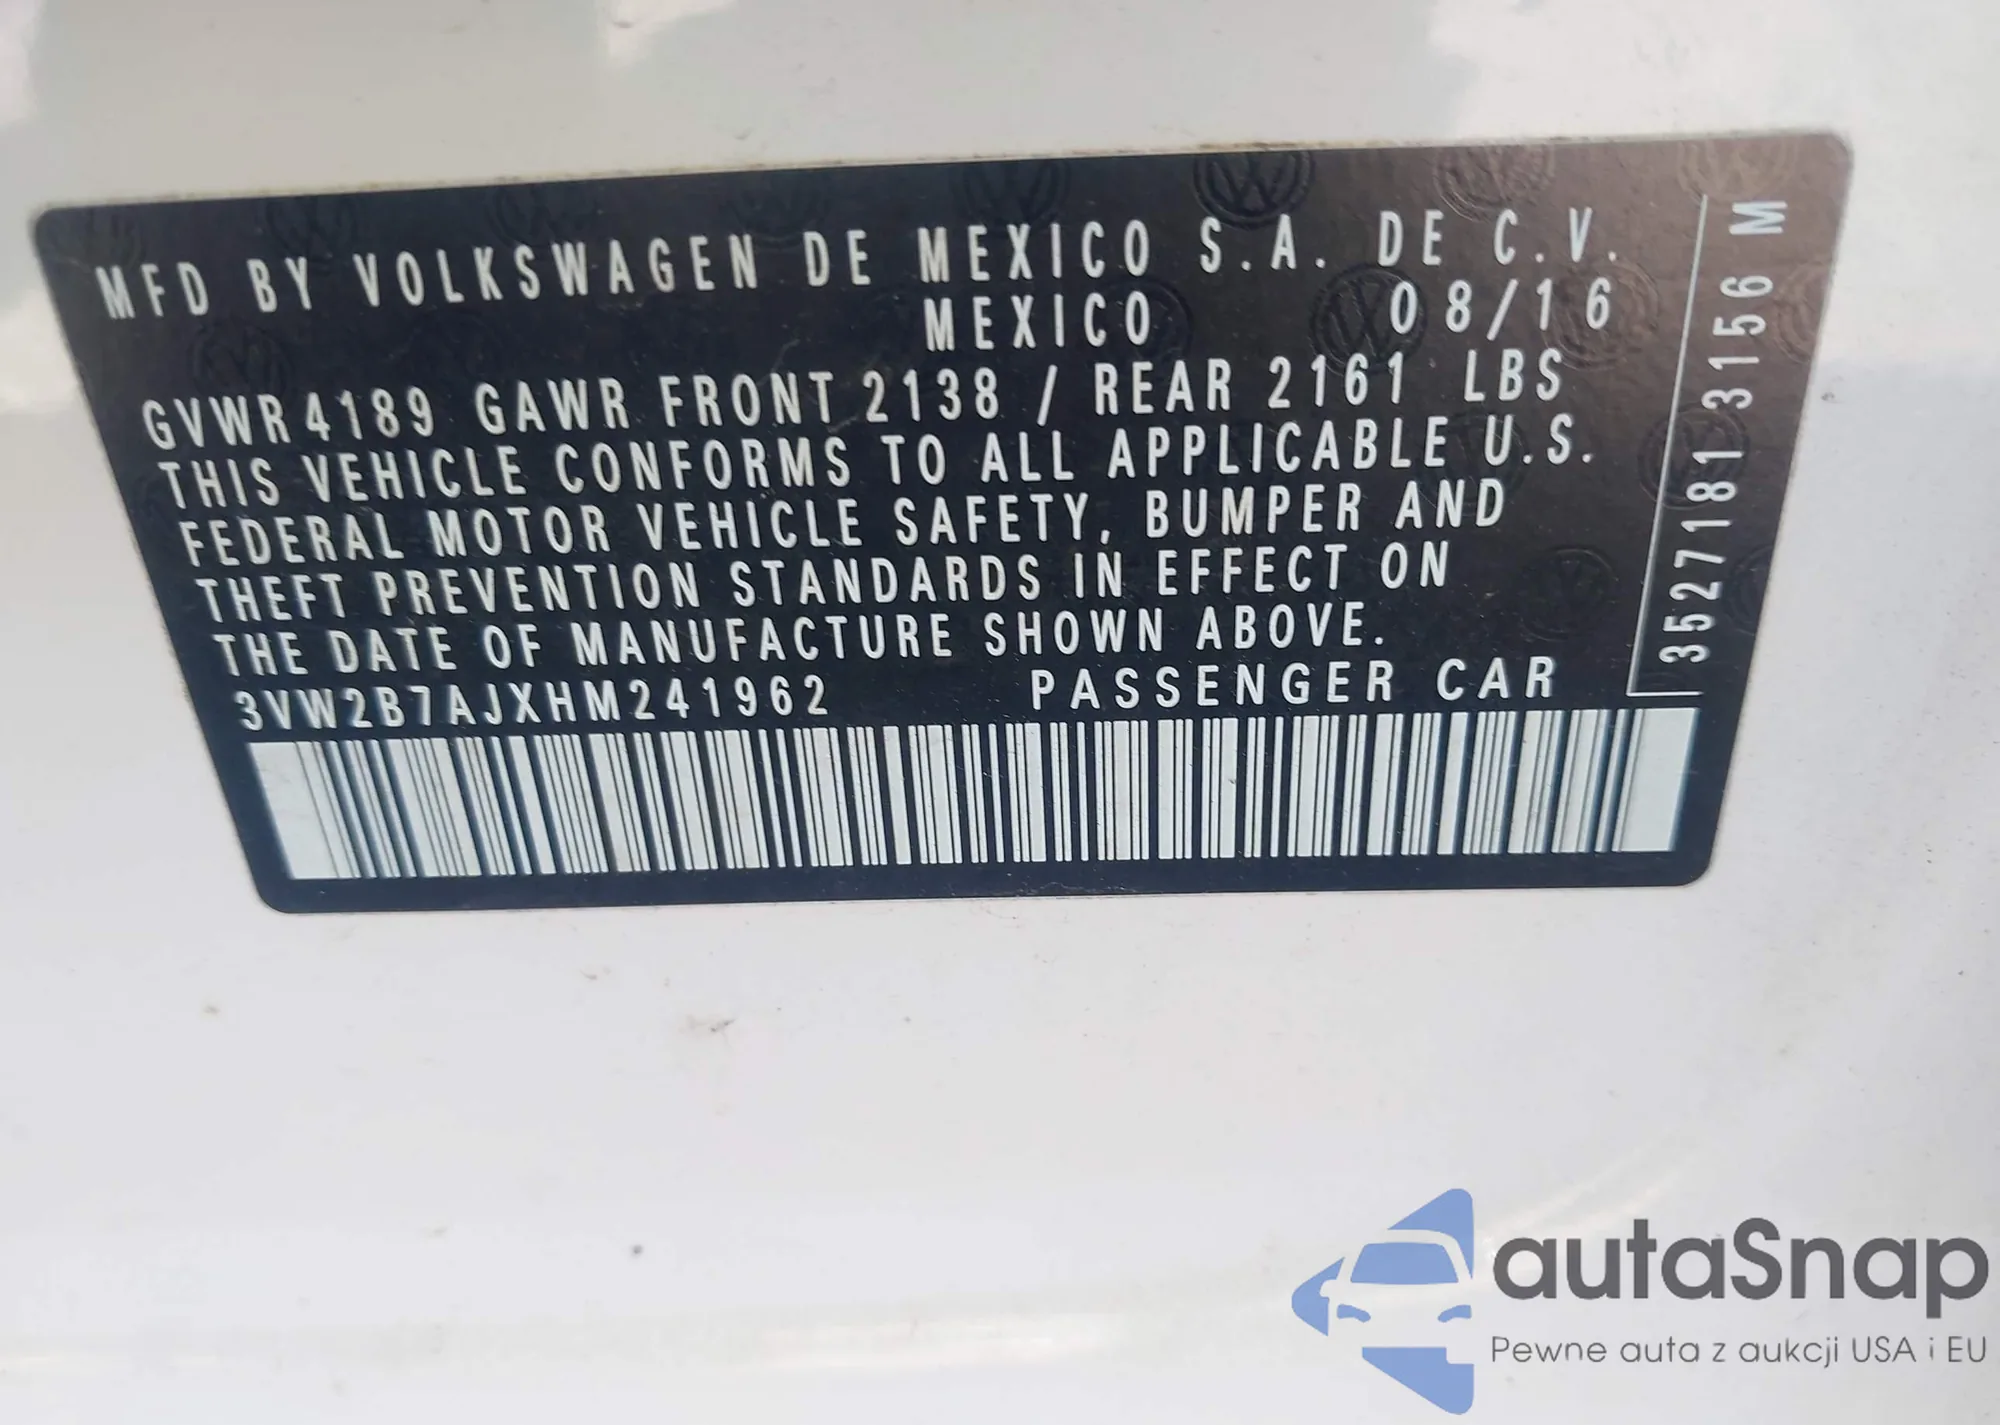 MFD BY VOLKSWAGEN DE MEXICO S.A. DE C.V.
MEXICO 08/16
GVWR 4189 GAWR FRONT 2138 / REAR 2161 LBS
THIS VEHICLE CONFORMS TO ALL APPLICABLE U.S.
FEDERAL MOTOR VEHICLE SAFETY, BUMPER AND
THEFT PREVENTION STANDARDS IN EFFECT ON
THE DATE OF MANUFACTURE SHOWN ABOVE.
3VW2B7AJXHM241962 PASSENGER CAR
3527181 3156 M
autaSnap
Pewne auta z aukcji USA i EU